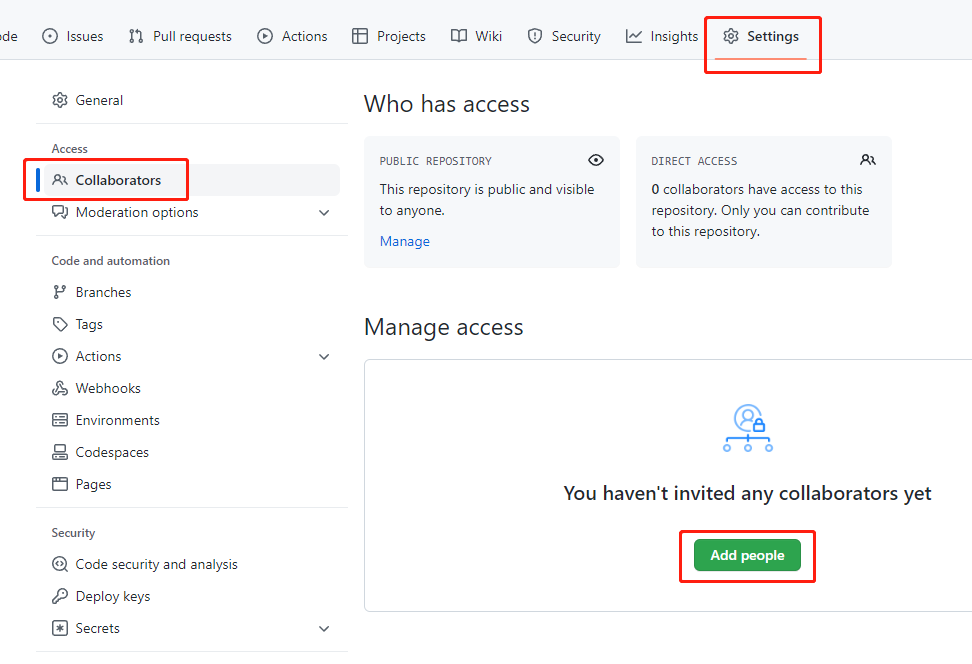 Issues
Pull requests
Actions
Projects
Wiki
Security
Insights
Settings
General
Access
Collaborators
Moderation options
Code and automation
Branches
Tags
Actions
Webhooks
Environments
Codespaces
Pages
Security
Code security and analysis
Deploy keys
Secrets
Who has access
PUBLIC REPOSITORY
This repository is public and visible
to anyone.
Manage
DIRECT ACCESS
0 collaborators have access to this
repository. Only you can contribute
to this repository.
Manage access
You haven't invited any collaborators yet
Add people